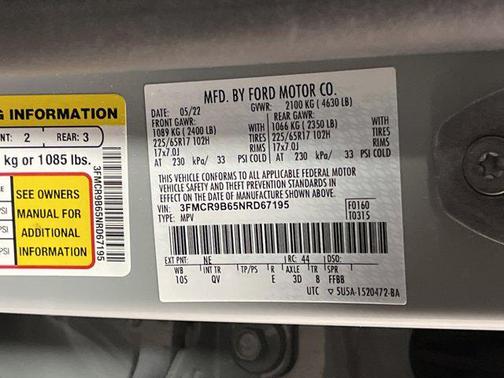 G INFORMATION
NT: 2 REAR: 3
kg or 1085 lbs.
SEE OWNERS
MANUAL FOR
ADDITIONAL
INFORMATION
PSI
PSI
3FMCR9B65NRD67195
MFD. BY FORD MOTOR CO.
DATE: 05/22 GVWR: 2100 KG ( 4630 LB)
FRONT GAWR: REAR GAWR:
1089 KG ( 2400 LB) WITH 1066 KG ( 2350 LB) WITH
225/65R17 102H TIRES 225/65R17 102H TIRES
17x7.0J RIMS 17x7.0J RIMS
AT 230 kPa/ 33 PSI COLD AT 230 kPa/ 33 PSI COLD
THIS VEHICLE CONFORMS TO ALL APPLICABLE FEDERAL MOTOR
VEHICLE SAFETY AND THEFT PREVENTION STANDARDS IN
EFFECT ON THE DATE OF MANUFACTURE SHOWN ABOVE.
VIN: 3FMCR9B65NRD67195
TYPE: MPV
F0160
T0315
EXT PNT: NE RC: 44 DSO:
WB INT TR TP/PS R AXLE TR SPR
105 QV E 3D 8 FFBB
UTC ▽5U5A-1520472-BA